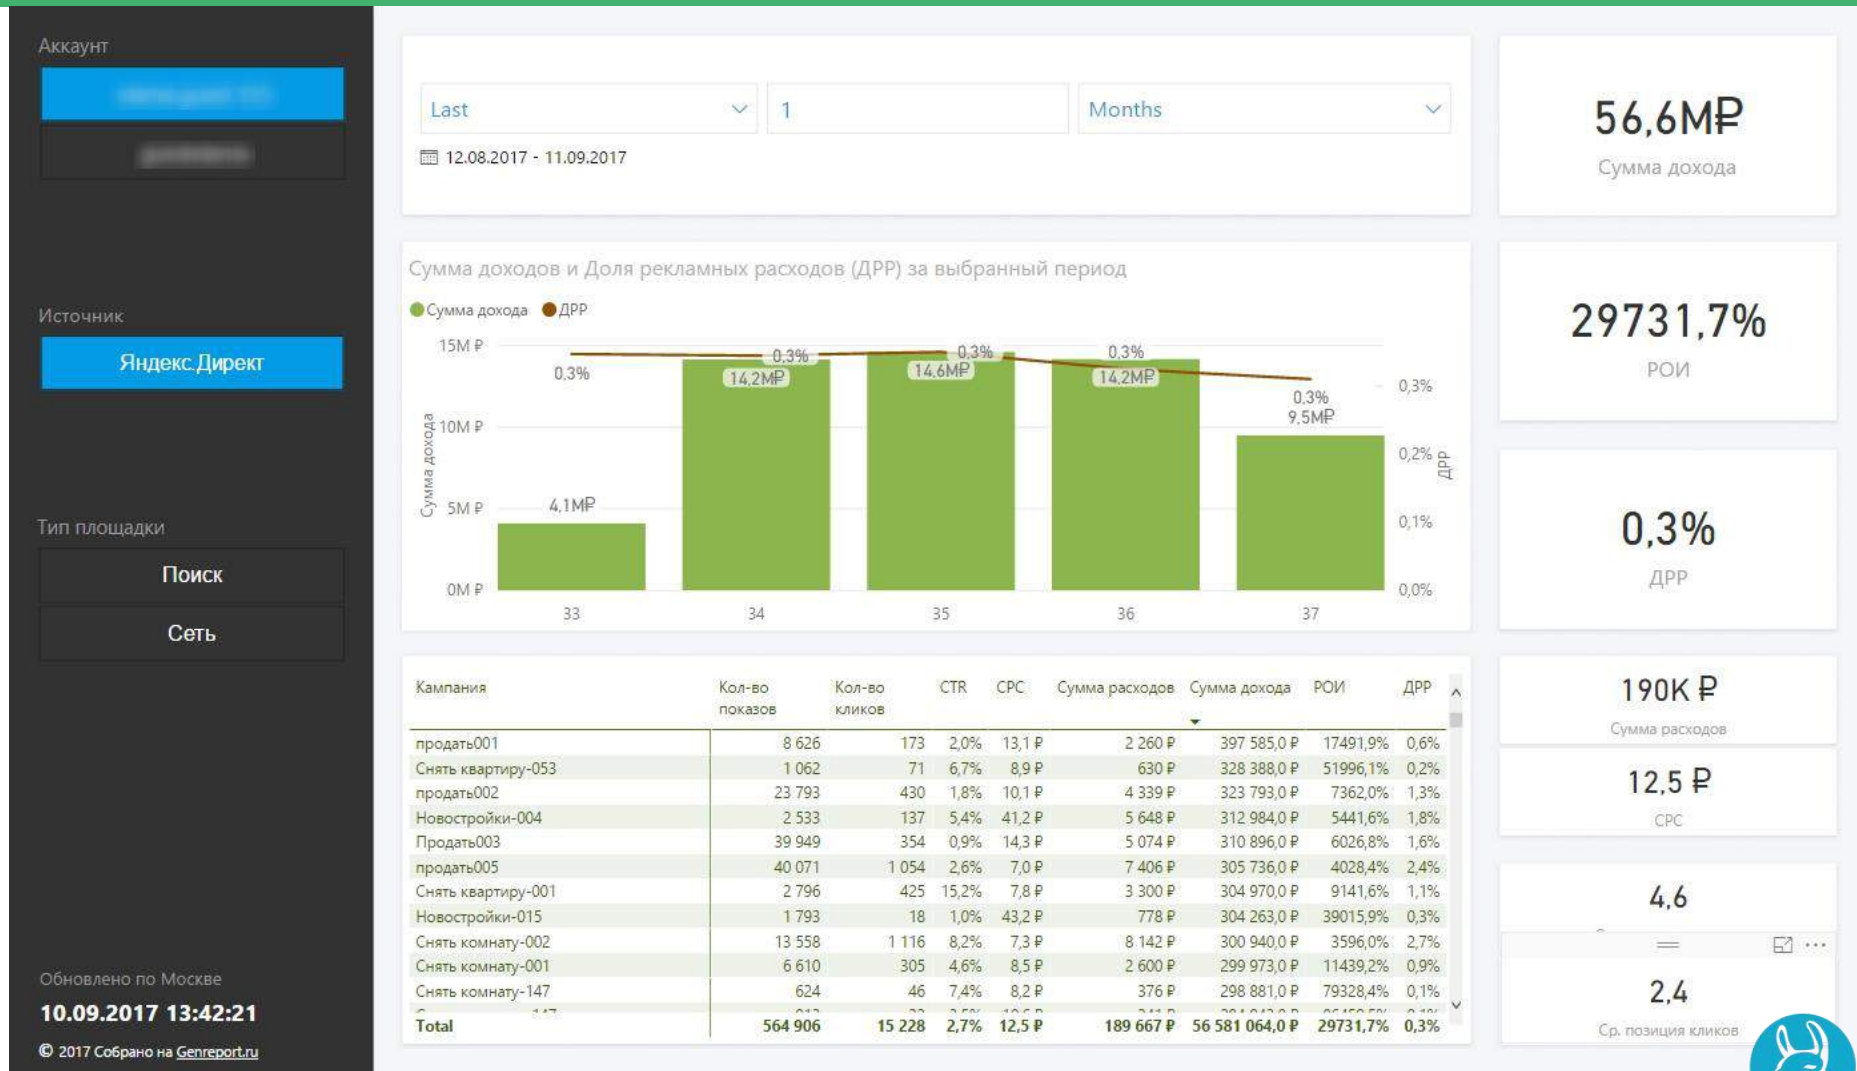 Аккаунт
Источник
Яндекс.Директ
Тип площадки
Поиск
Сеть
Обновлено по Москве
10.09.2017 13:42:21
© 2017 Собрано на Genreport.ru
Last 1 Months
12.08.2017 - 11.09.2017
Сумма доходов и Доля рекламных расходов (ДРР) за выбранный период
Сумма дохода ДРР
15M ₽
10M ₽
5M ₽
0M ₽
Сумма дохода
0,3% 0,3% 0,3% 0,3% 0,3%
4,1M₽ 14,2M₽ 14,6M₽ 14,2M₽ 9,5M₽
0,3%
0,2%
0,1%
0,0%
ДРР
33 34 35 36 37
Кампания Кол-во показов Кол-во кликов CTR CPC Сумма расходов Сумма дохода РОИ ДРР
продать001 8 626 173 2,0% 13,1 ₽ 2 260 ₽ 397 585,0 ₽ 17491,9% 0,6%
Снять квартиру-053 1 062 71 6,7% 8,9 ₽ 630 ₽ 328 388,0 ₽ 51996,1% 0,2%
продать002 23 793 430 1,8% 10,1 ₽ 4 339 ₽ 323 793,0 ₽ 7362,0% 1,3%
Новостройки-004 2 533 137 5,4% 41,2 ₽ 5 648 ₽ 312 984,0 ₽ 5441,6% 1,8%
Продать003 39 949 354 0,9% 14,3 ₽ 5 074 ₽ 310 896,0 ₽ 6026,8% 1,6%
продать005 40 071 1 054 2,6% 7,0 ₽ 7 406 ₽ 305 736,0 ₽ 4028,4% 2,4%
Снять квартиру-001 2 796 425 15,2% 7,8 ₽ 3 300 ₽ 304 970,0 ₽ 9141,6% 1,1%
Новостройки-015 1 793 18 1,0% 43,2 ₽ 778 ₽ 304 263,0 ₽ 39015,9% 0,3%
Снять комнату-002 13 558 1 116 8,2% 7,3 ₽ 8 142 ₽ 300 940,0 ₽ 3596,0% 2,7%
Снять комнату-001 6 610 305 4,6% 8,5 ₽ 2 600 ₽ 299 973,0 ₽ 11439,2% 0,9%
Снять комнату-147 624 46 7,4% 8,2 ₽ 376 ₽ 298 881,0 ₽ 79328,4% 0,1%
Total 564 906 15 228 2,7% 12,5 ₽ 189 667 ₽ 56 581 064,0 ₽ 29731,7% 0,3%
56,6M₽
Сумма дохода
29731,7%
РОИ
0,3%
ДРР
190K ₽
Сумма расходов
12,5 ₽
CPC
4,6
2,4
Ср. позиция кликов